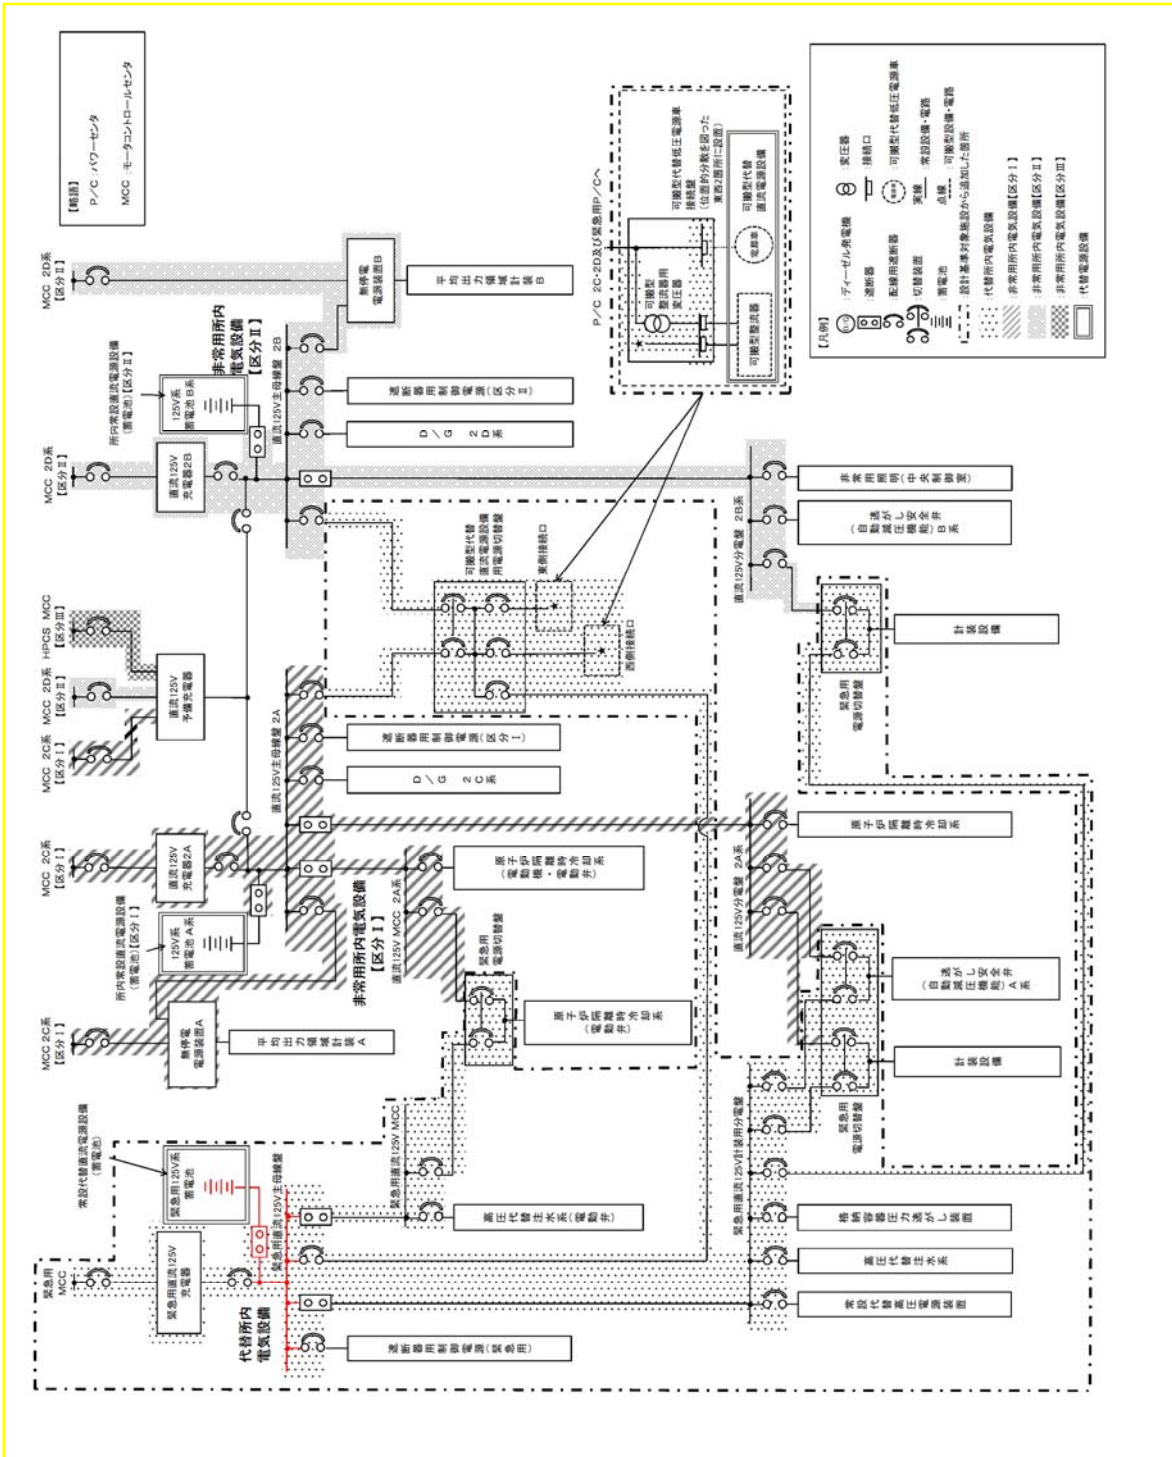 【略語】
P/C :パワーセンタ
MCC :モータコントロールセンタ
MCC 2D系
【区分Ⅱ】
無停電
電源装置B
平均出力領域計装B
非常用所内
電気設備
【区分Ⅱ】
所内常設直流電源設備
(蓄電池)【区分Ⅱ】
125V系
蓄電池B系
MCC 2D系
【区分Ⅱ】
直流125V
充電器2B
直流125V主母線盤 2B
遮断器用制御電源(区分Ⅱ)
D/G 2D系
HPCS MCC
【区分Ⅲ】
MCC 2D系
【区分Ⅱ】
MCC 2C系
【区分Ⅰ】
直流125V
予備充電器
可搬型代替
直流電源設備
用電源切替盤
東側接続口
西側接続口
P/C 2C・2D及び緊急用P/Cへ
可搬型代替低圧電源車
接続盤
(位置的分散を図った
東西2箇所に設置)
可搬型
整流器用
変圧器
可搬型代替
直流電源設備
電源車
可搬型整流器
【凡例】
:ディーゼル発電機
:遮断器
:配線用遮断器
:切替装置
:蓄電池
:設計基準対象施設から追加した箇所
:代替所内電気設備
:非常用所内電気設備【区分Ⅰ】
:非常用所内電気設備【区分Ⅱ】
:非常用所内電気設備【区分Ⅲ】
:代替電源設備
:変圧器
:接続口
:可搬型代替低圧電源車
実線 :常設設備・電路
点線 :可搬型設備・電路
直流125V分電盤 2B系
非常用照明(中央制御室)
逃がし安全弁
(自動減圧機能)B系
緊急用
電源切替盤
計装設備
MCC 2C系
【区分Ⅰ】
直流125V
充電器2A
所内常設直流電源設備
(蓄電池)【区分Ⅰ】
125V系
蓄電池A系
直流125V主母線盤 2A
遮断器用制御電源(区分Ⅰ)
D/G 2C系
MCC 2C系
【区分Ⅰ】
無停電
電源装置A
平均出力領域計装A
非常用所内電気設備
【区分Ⅰ】
直流125V MCC 2A系
原子炉隔離時冷却系
(電動機・電動弁)
緊急用
電源切替盤
原子炉隔離時冷却系
(電動弁)
直流125V分電盤 2A系
原子炉隔離時冷却系
逃がし安全弁
(自動減圧機能)A系
計装設備
緊急用
電源切替盤
常設代替直流電源設備
(蓄電池)
緊急用125V系
蓄電池
緊急用
MCC
緊急用直流125V
充電器
緊急用直流125V主母線盤
代替所内
電気設備
遮断器用制御電源(緊急用)
緊急用直流125V MCC
高圧代替注水系(電動弁)
緊急用直流125V計装用分電盤
格納容器圧力逃がし装置
高圧代替注水系
常設代替高圧電源装置